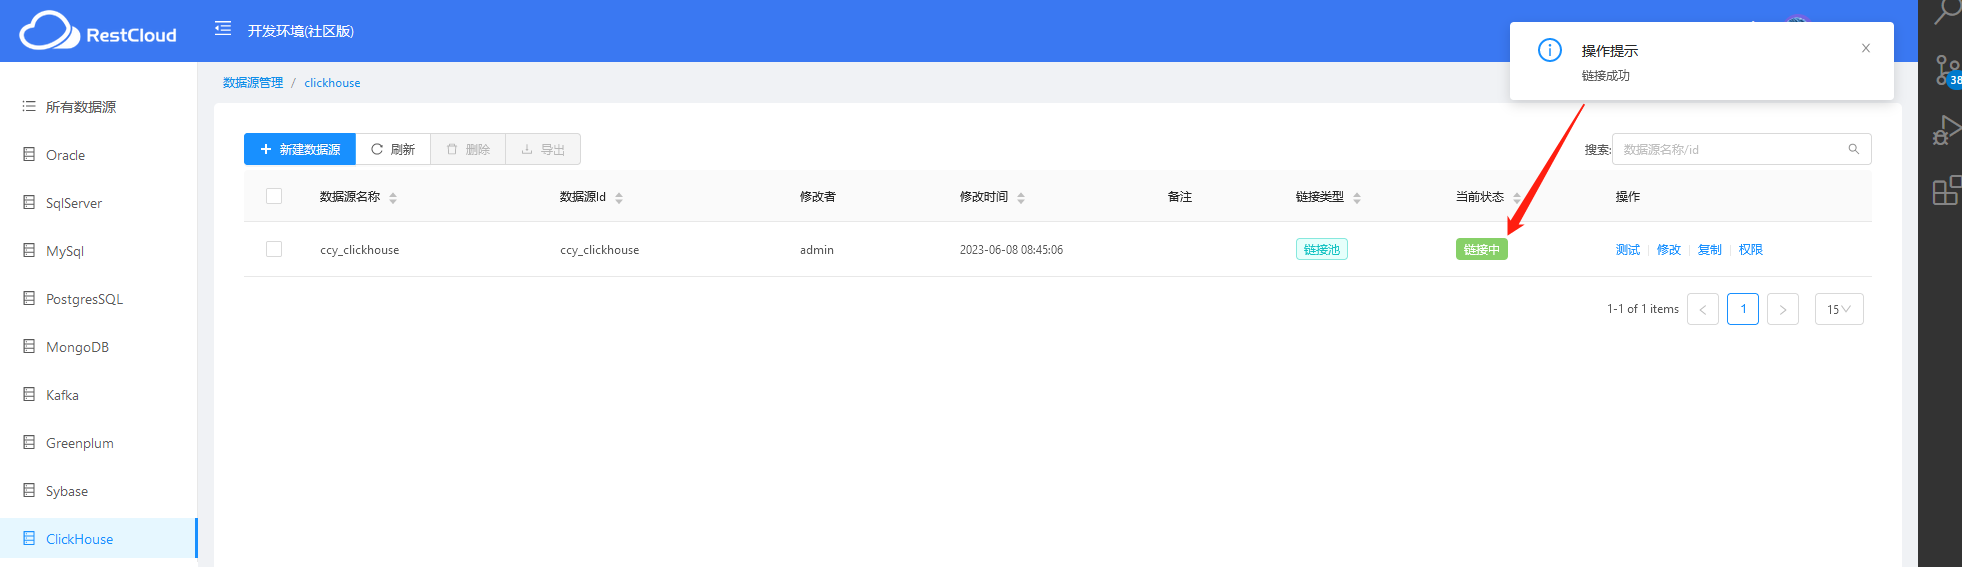 RestCloud
开发环境(社区版)
操作提示
链接成功
38
数据源管理 / clickhouse
所有数据源
Oracle
SqlServer
MySql
PostgresSQL
MongoDB
Kafka
Greenplum
Sybase
ClickHouse
新建数据源 刷新 删除 导出
搜索: 数据源名称/id
数据源名称 数据源Id 修改者 修改时间 备注 链接类型 当前状态 操作
ccy_clickhouse ccy_clickhouse admin 2023-06-08 08:45:06 链接池 链接中 测试 修改 复制 权限
1-1 of 1 items 1 15